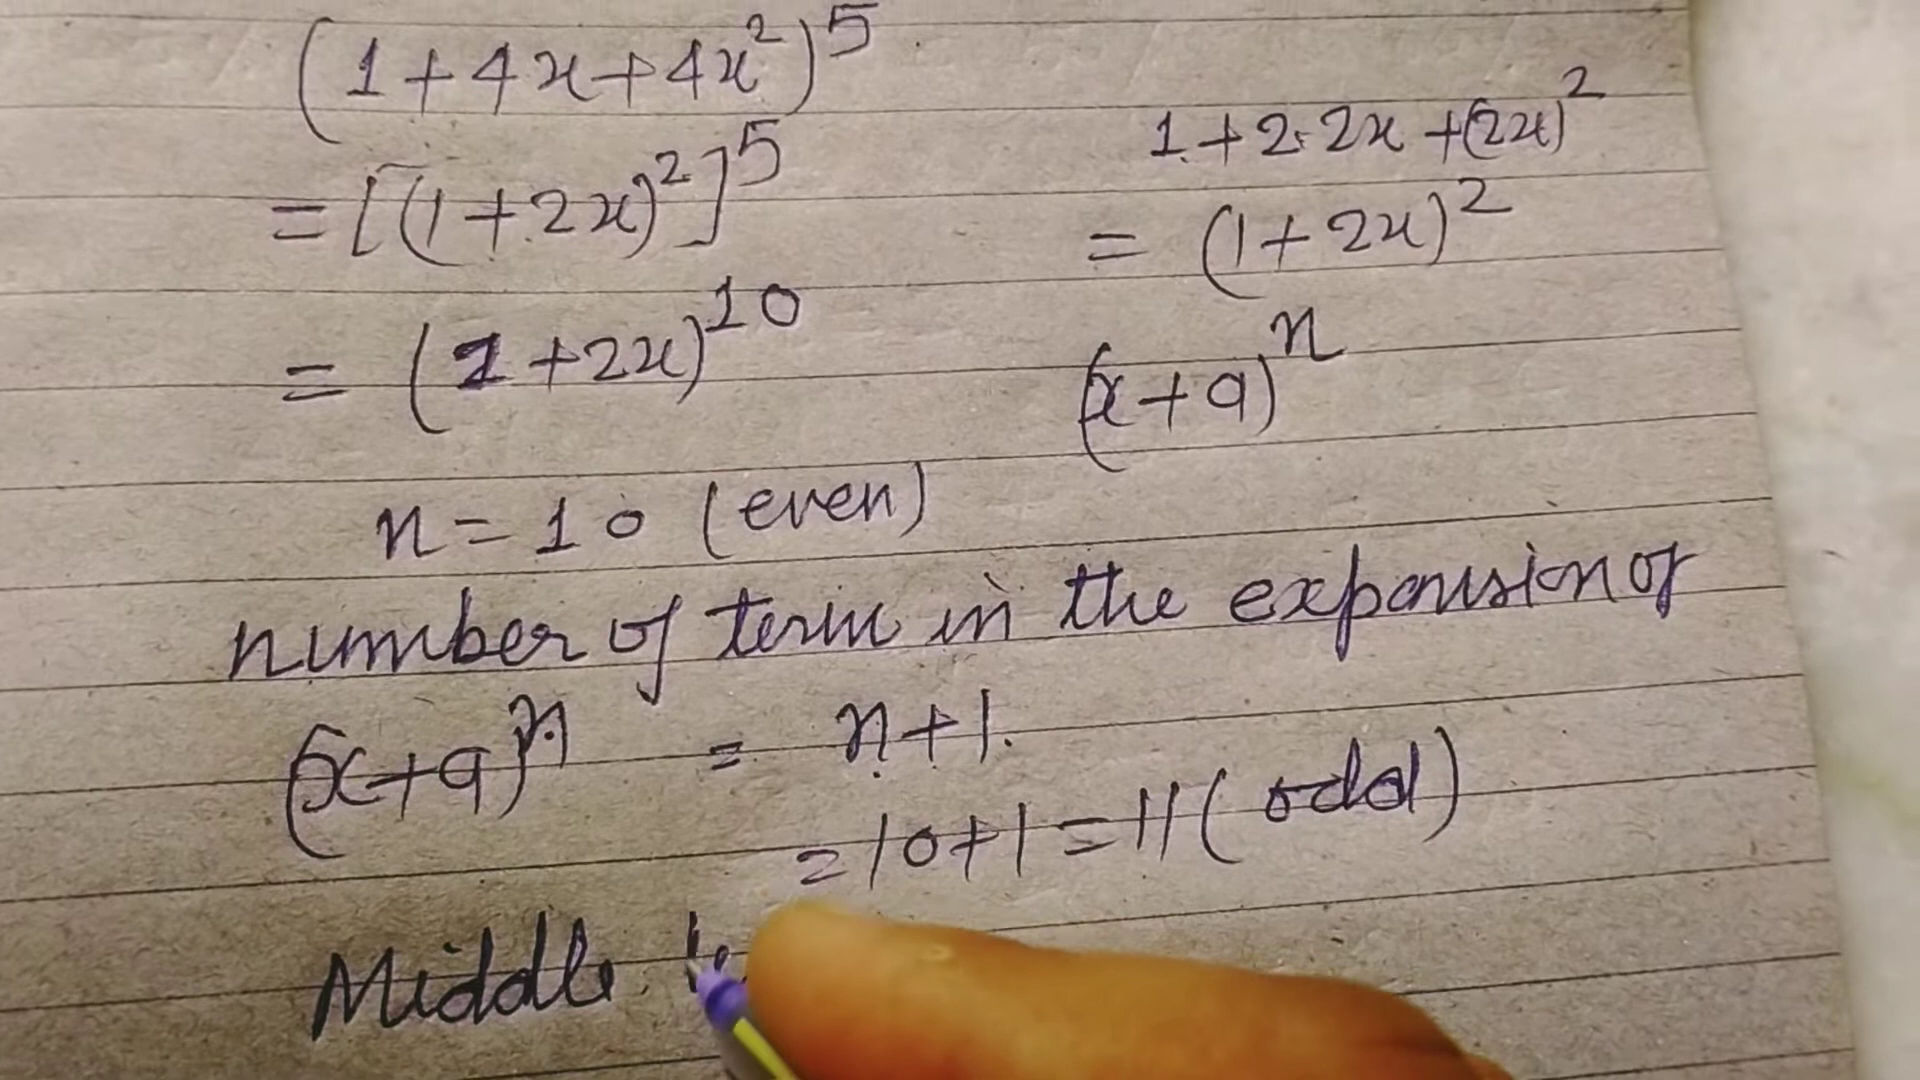 (1+4x+4x²)⁵
= [(1+2x)²]⁵
= (1+2x)¹⁰
1+2·2x+(2x)²
= (1+2x)²
(x+a)ⁿ
n=10 (even)
number of term in the expansion of
(x+a)ⁿ = n+1.
=10+1=11(odd)
Middle